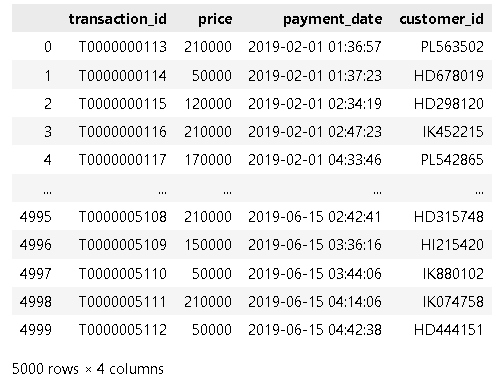 transaction_id price payment_date customer_id
0 T0000000113 210000 2019-02-01 01:36:57 PL563502
1 T0000000114 50000 2019-02-01 01:37:23 HD678019
2 T0000000115 120000 2019-02-01 02:34:19 HD298120
3 T0000000116 210000 2019-02-01 02:47:23 IK452215
4 T0000000117 170000 2019-02-01 04:33:46 PL542865
... ... ... ... ...
4995 T0000005108 210000 2019-06-15 02:42:41 HD315748
4996 T0000005109 150000 2019-06-15 03:36:16 HI215420
4997 T0000005110 50000 2019-06-15 03:44:06 IK880102
4998 T0000005111 210000 2019-06-15 04:14:06 IK074758
4999 T0000005112 50000 2019-06-15 04:42:38 HD444151
5000 rows × 4 columns